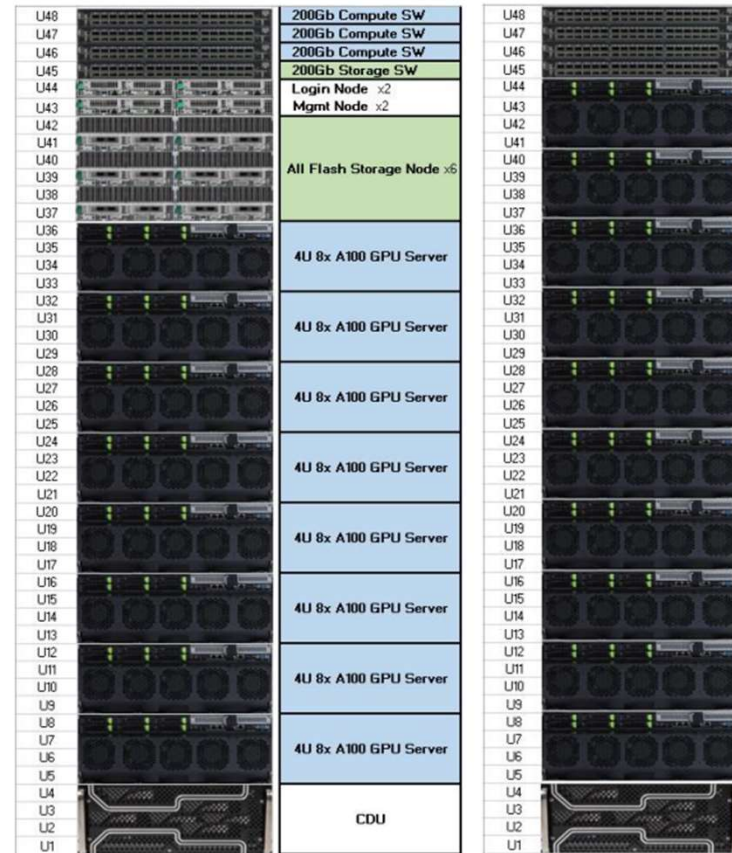 U48 200Gb Compute SW U48
U47 200Gb Compute SW U47
U46 200Gb Compute SW U46
U45 200Gb Storage SW U45
U44 Login Node x2 U44
U43 Mgmt Node x2 U43
U42 U42
U41 U41
U40 All Flash Storage Node x6 U40
U39 U39
U38 U38
U37 U37
U36 U36
U35 4U 8x A100 GPU Server U35
U34 U34
U33 U33
U32 U32
U31 4U 8x A100 GPU Server U31
U30 U30
U29 U29
U28 U28
U27 4U 8x A100 GPU Server U27
U26 U26
U25 U25
U24 U24
U23 4U 8x A100 GPU Server U23
U22 U22
U21 U21
U20 U20
U19 4U 8x A100 GPU Server U19
U18 U18
U17 U17
U16 U16
U15 4U 8x A100 GPU Server U15
U14 U14
U13 U13
U12 U12
U11 4U 8x A100 GPU Server U11
U10 U10
U9 U9
U8 U8
U7 4U 8x A100 GPU Server U7
U6 U6
U5 U5
U4 U4
U3 CDU U3
U2 U2
U1 U1